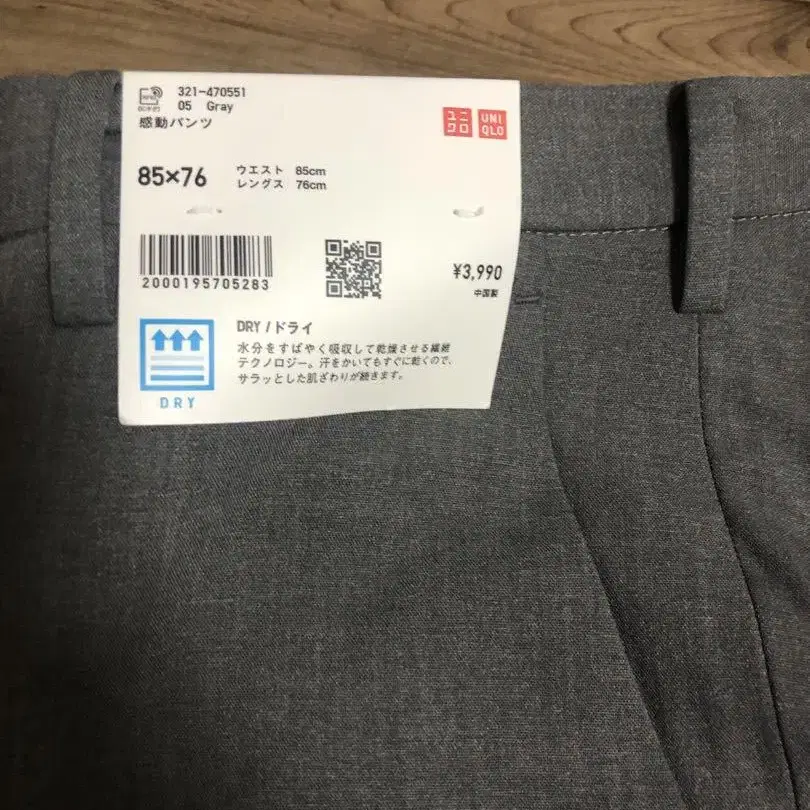 321-470551
05 Gray
感動パンツ
ユニクロ
UNIQLO
85×76
ウエスト 85cm
レングス 76cm
2000195705283
¥3,990
中国製
DRY / ドライ
水分をすばやく吸収して乾燥させる繊維
テクノロジー。汗をかいてもすぐに乾くので、
サラッとした肌ざわりが続きます。
DRY